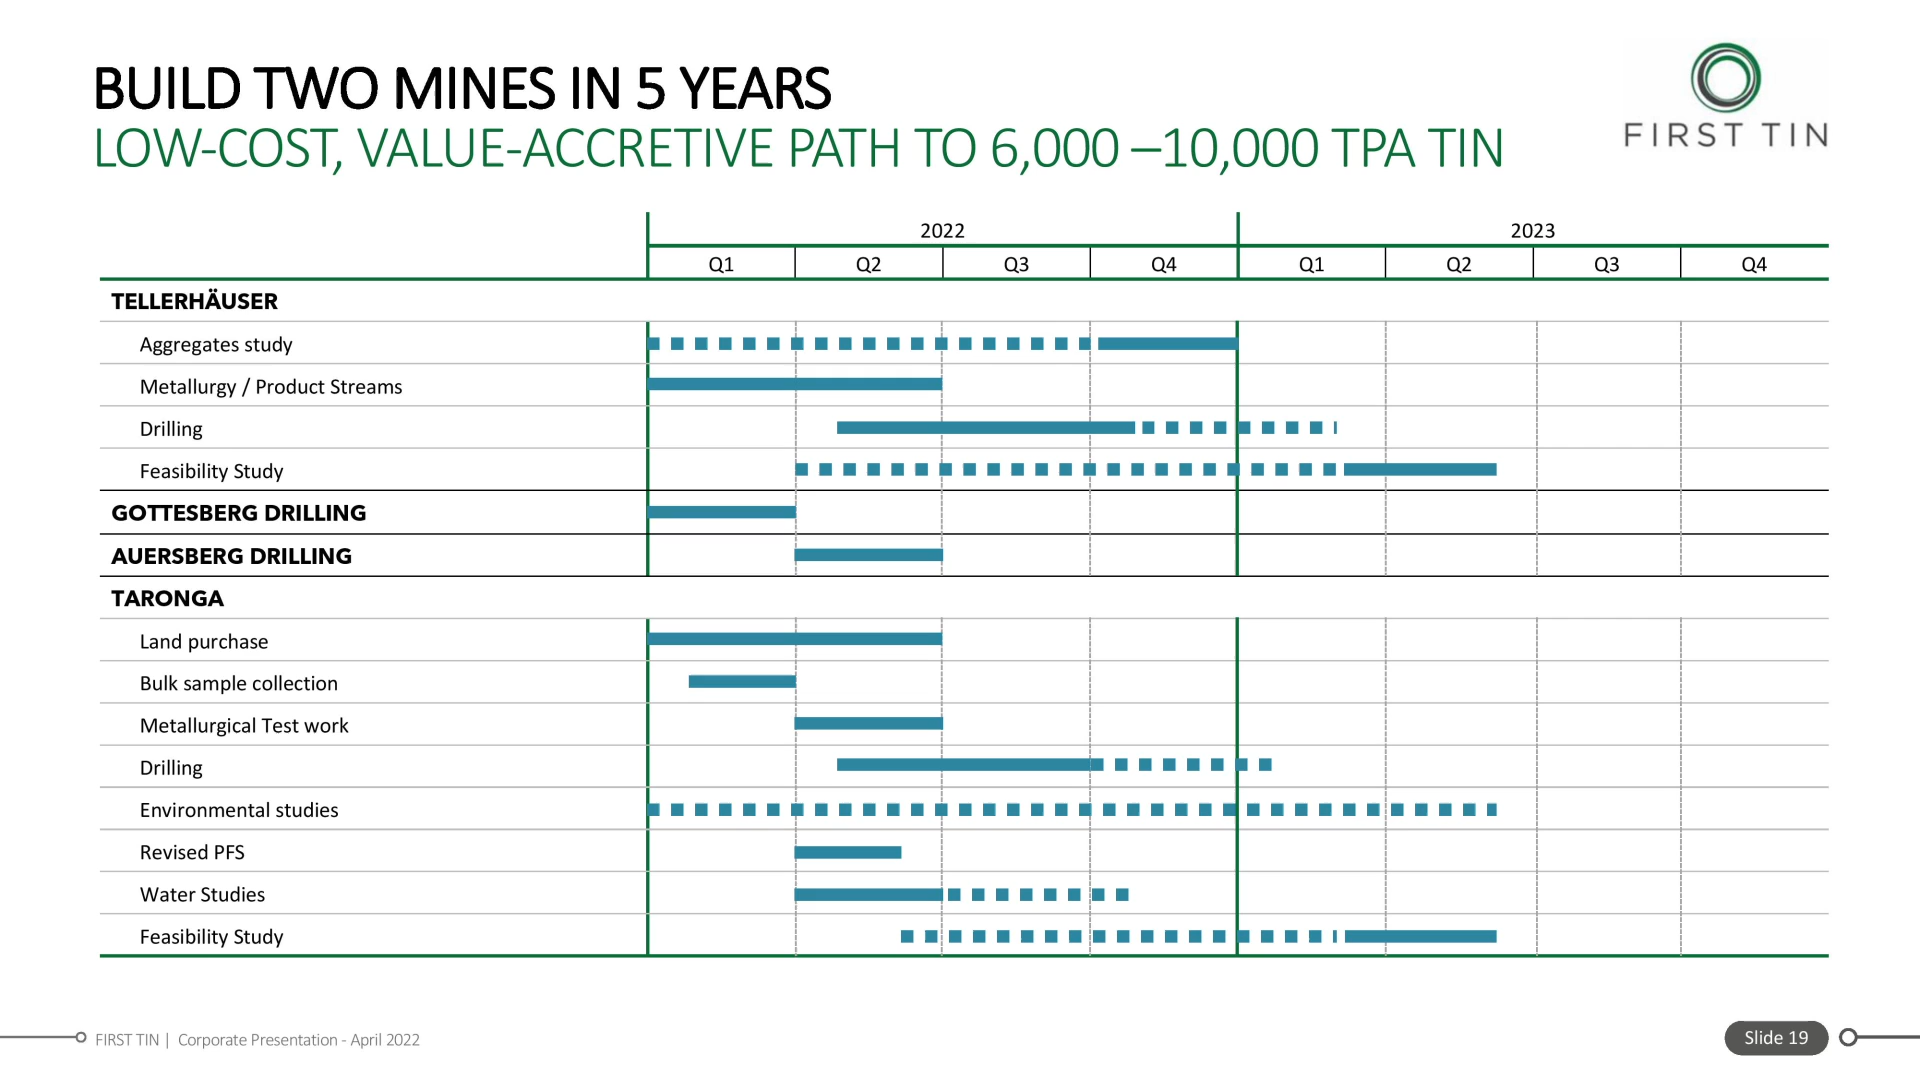 BUILD TWO MINES IN 5 YEARS
LOW-COST, VALUE-ACCRETIVE PATH TO 6,000 –10,000 TPA TIN
FIRST TIN
2022 2023
Q1 Q2 Q3 Q4 Q1 Q2 Q3 Q4
TELLERHÄUSER
Aggregates study
Metallurgy / Product Streams
Drilling
Feasibility Study
GOTTESBERG DRILLING
AUERSBERG DRILLING
TARONGA
Land purchase
Bulk sample collection
Metallurgical Test work
Drilling
Environmental studies
Revised PFS
Water Studies
Feasibility Study
FIRST TIN | Corporate Presentation - April 2022
Slide 19